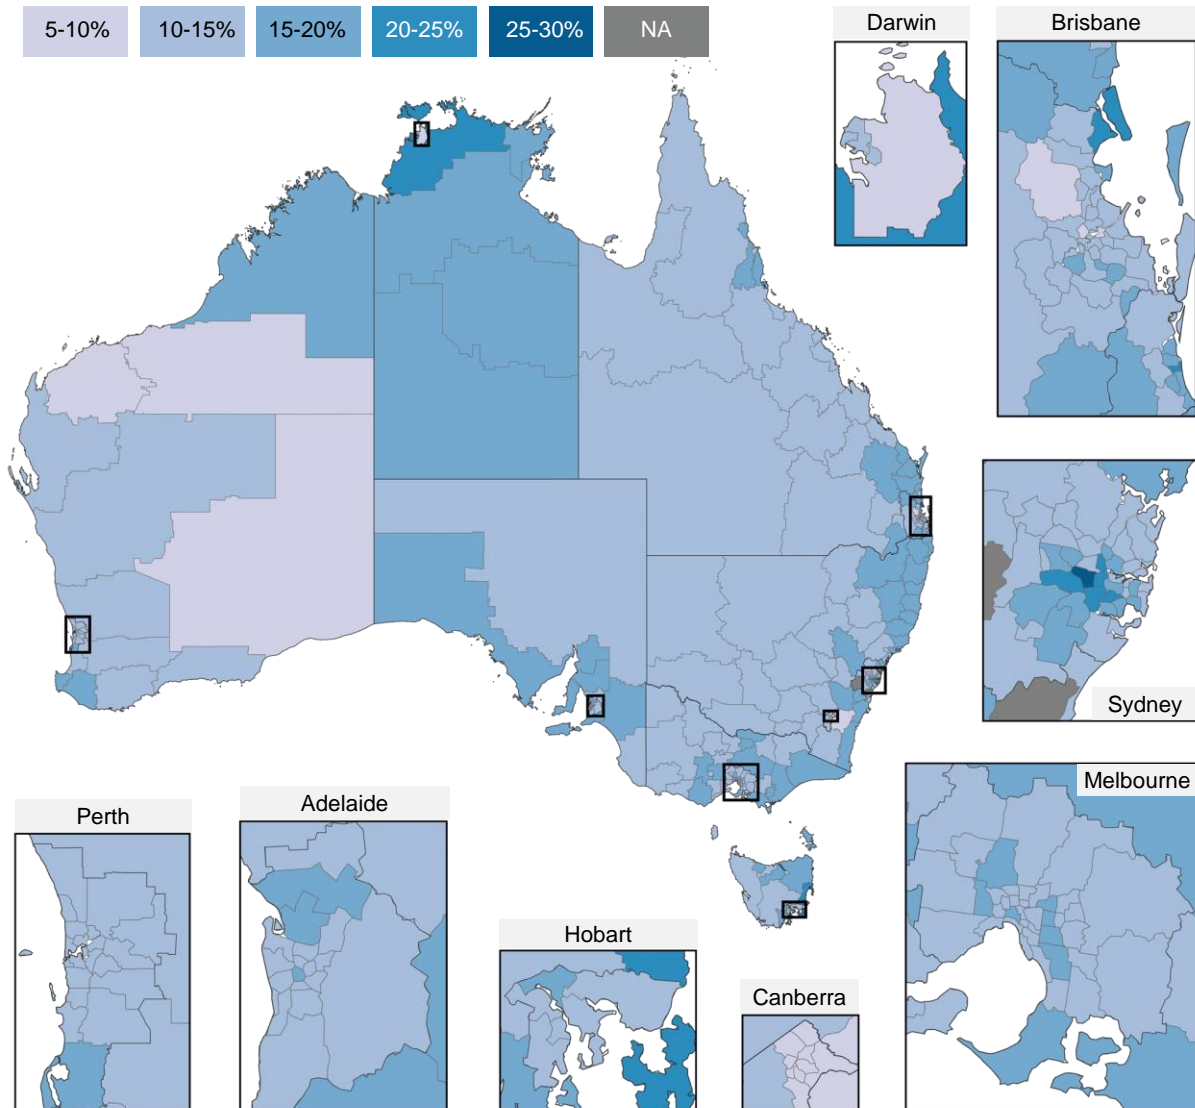 5-10% 10-15% 15-20% 20-25% 25-30% NA
Darwin
Brisbane
Sydney
Melbourne
Perth
Adelaide
Hobart
Canberra